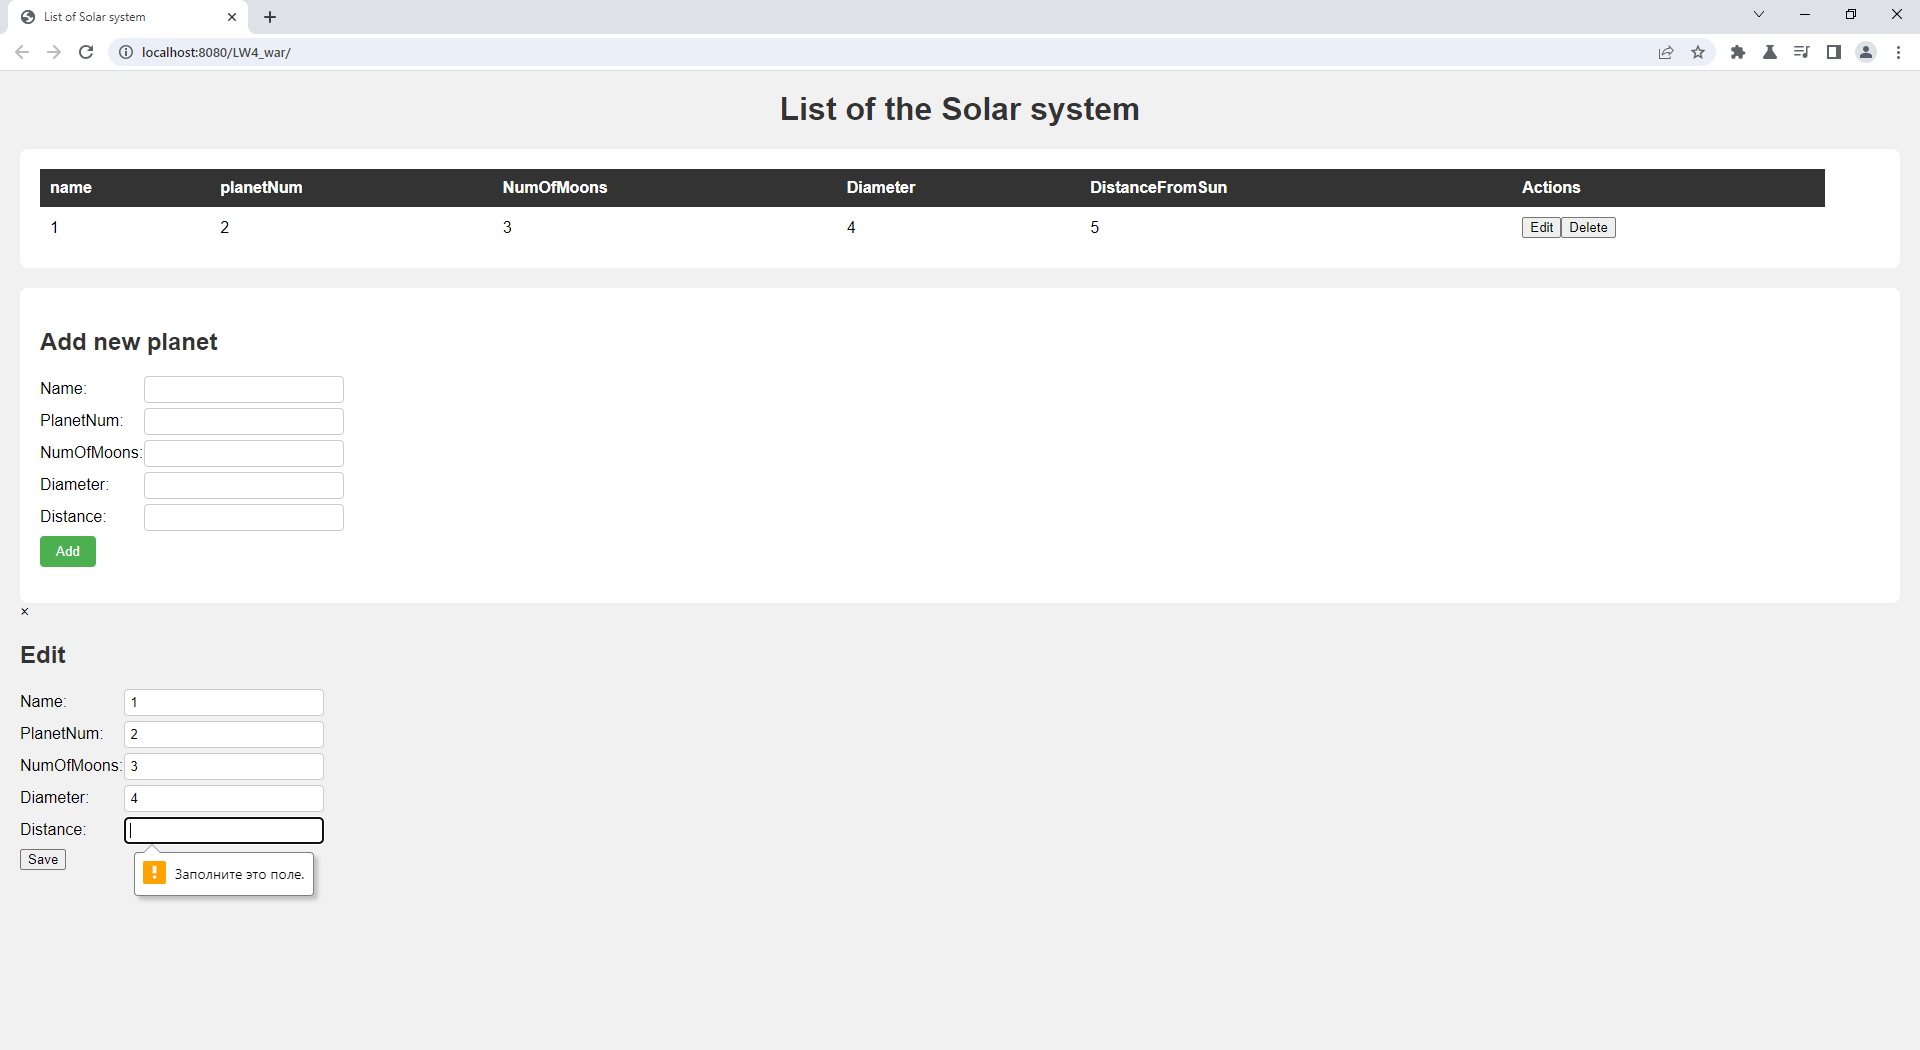 List of Solar system
localhost:8080/LW4_war/
List of the Solar system
name planetNum NumOfMoons Diameter DistanceFromSun Actions
1 2 3 4 5 Edit Delete
Add new planet
Name:
PlanetNum:
NumOfMoons:
Diameter:
Distance:
Add
×
Edit
Name: 1
PlanetNum: 2
NumOfMoons: 3
Diameter: 4
Distance:
Save
Заполните это поле.